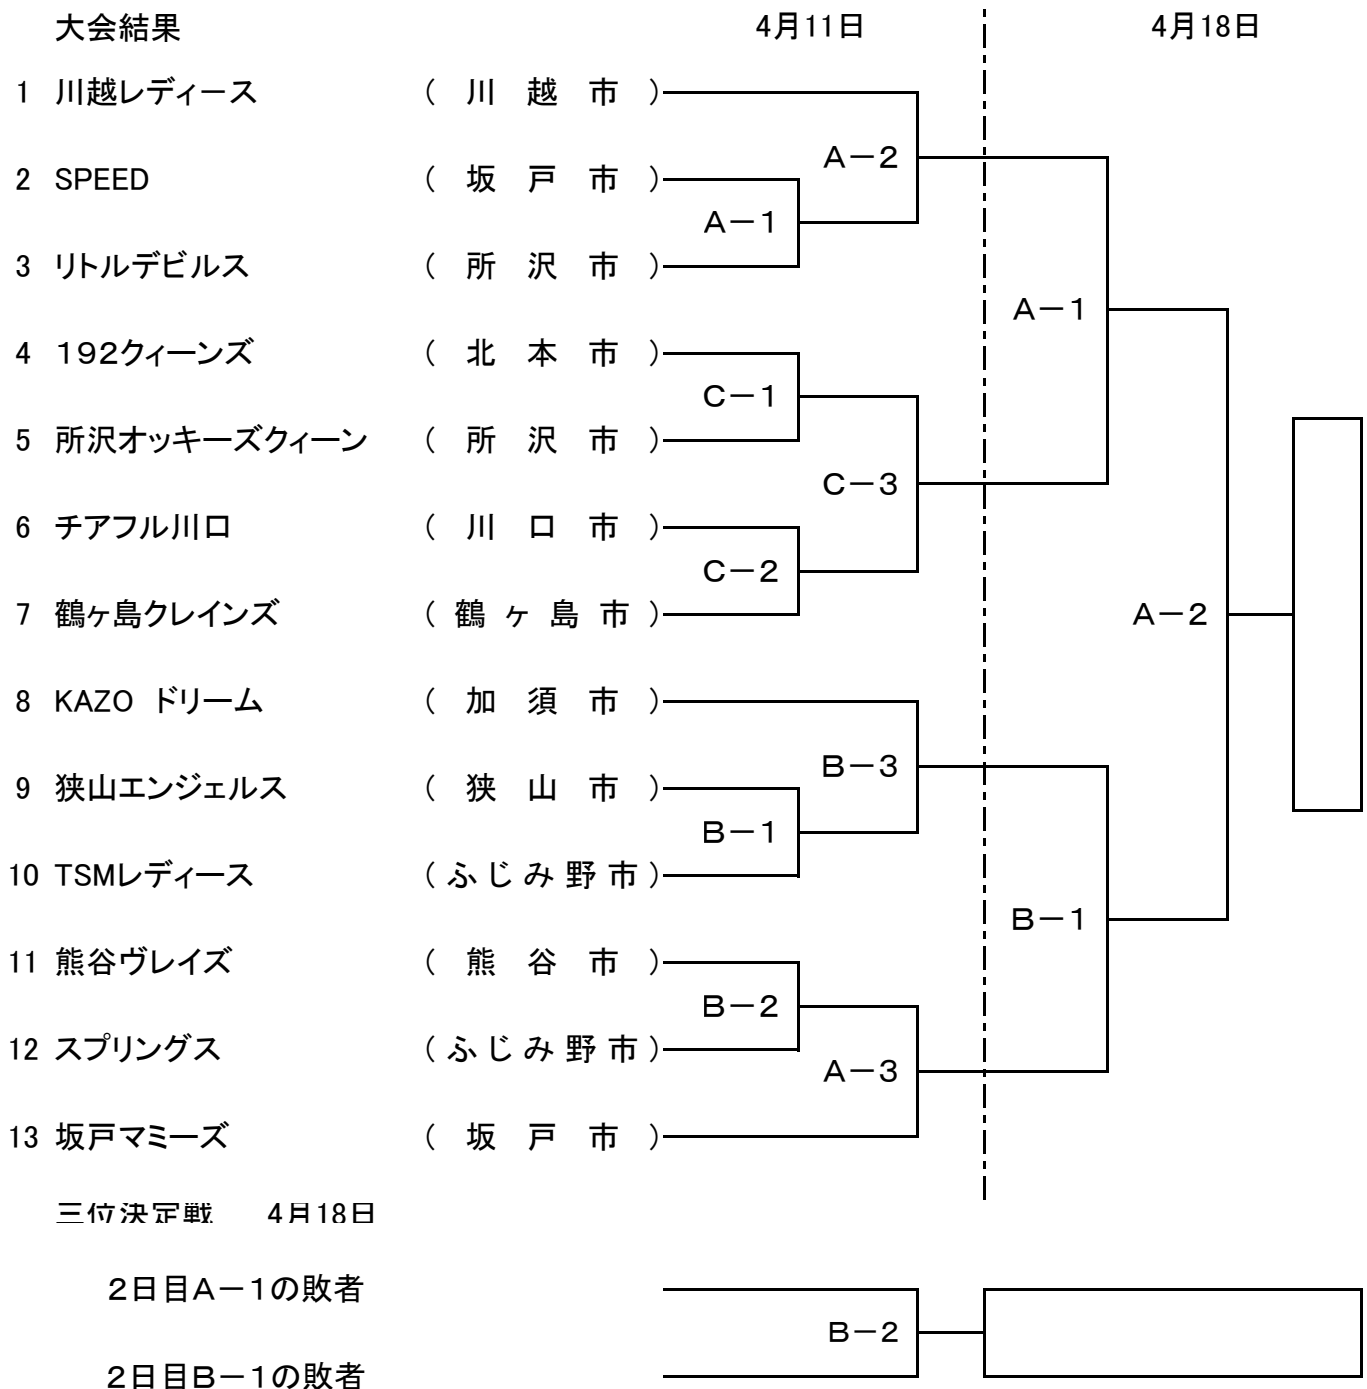 大会結果 4月11日 4月18日
1 川越レディース ( 川 越 市 )
A－2
2 SPEED ( 坂 戸 市 )
A－1
3 リトルデビルス ( 所 沢 市 )
A－1
4 １９２クィーンズ ( 北 本 市 )
C－1
5 所沢オッキーズクィーン ( 所 沢 市 )
C－3
6 チアフル川口 ( 川 口 市 )
C－2
7 鶴ヶ島クレインズ ( 鶴 ヶ 島 市 )
A－2
8 KAZO ドリーム ( 加 須 市 )
B－3
9 狭山エンジェルス ( 狭 山 市 )
B－1
10 TSMレディース ( ふ じ み 野 市 )
B－1
11 熊谷ヴレイズ ( 熊 谷 市 )
B－2
12 スプリングス ( ふ じ み 野 市 )
A－3
13 坂戸マミーズ ( 坂 戸 市 )
三位決定戦 4月18日
２日目Ａ－１の敗者
B－2
２日目Ｂ－１の敗者